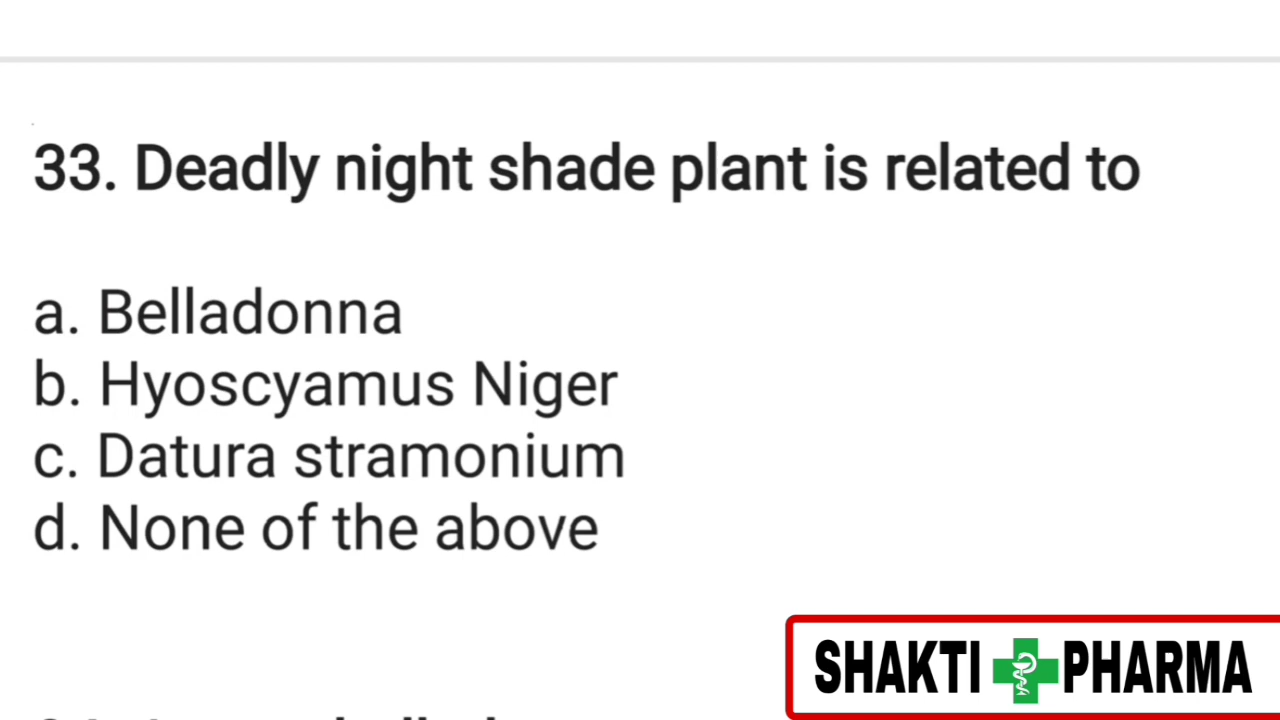 33. Deadly night shade plant is related to
a. Belladonna
b. Hyoscyamus Niger
c. Datura stramonium
d. None of the above
SHAKTI PHARMA